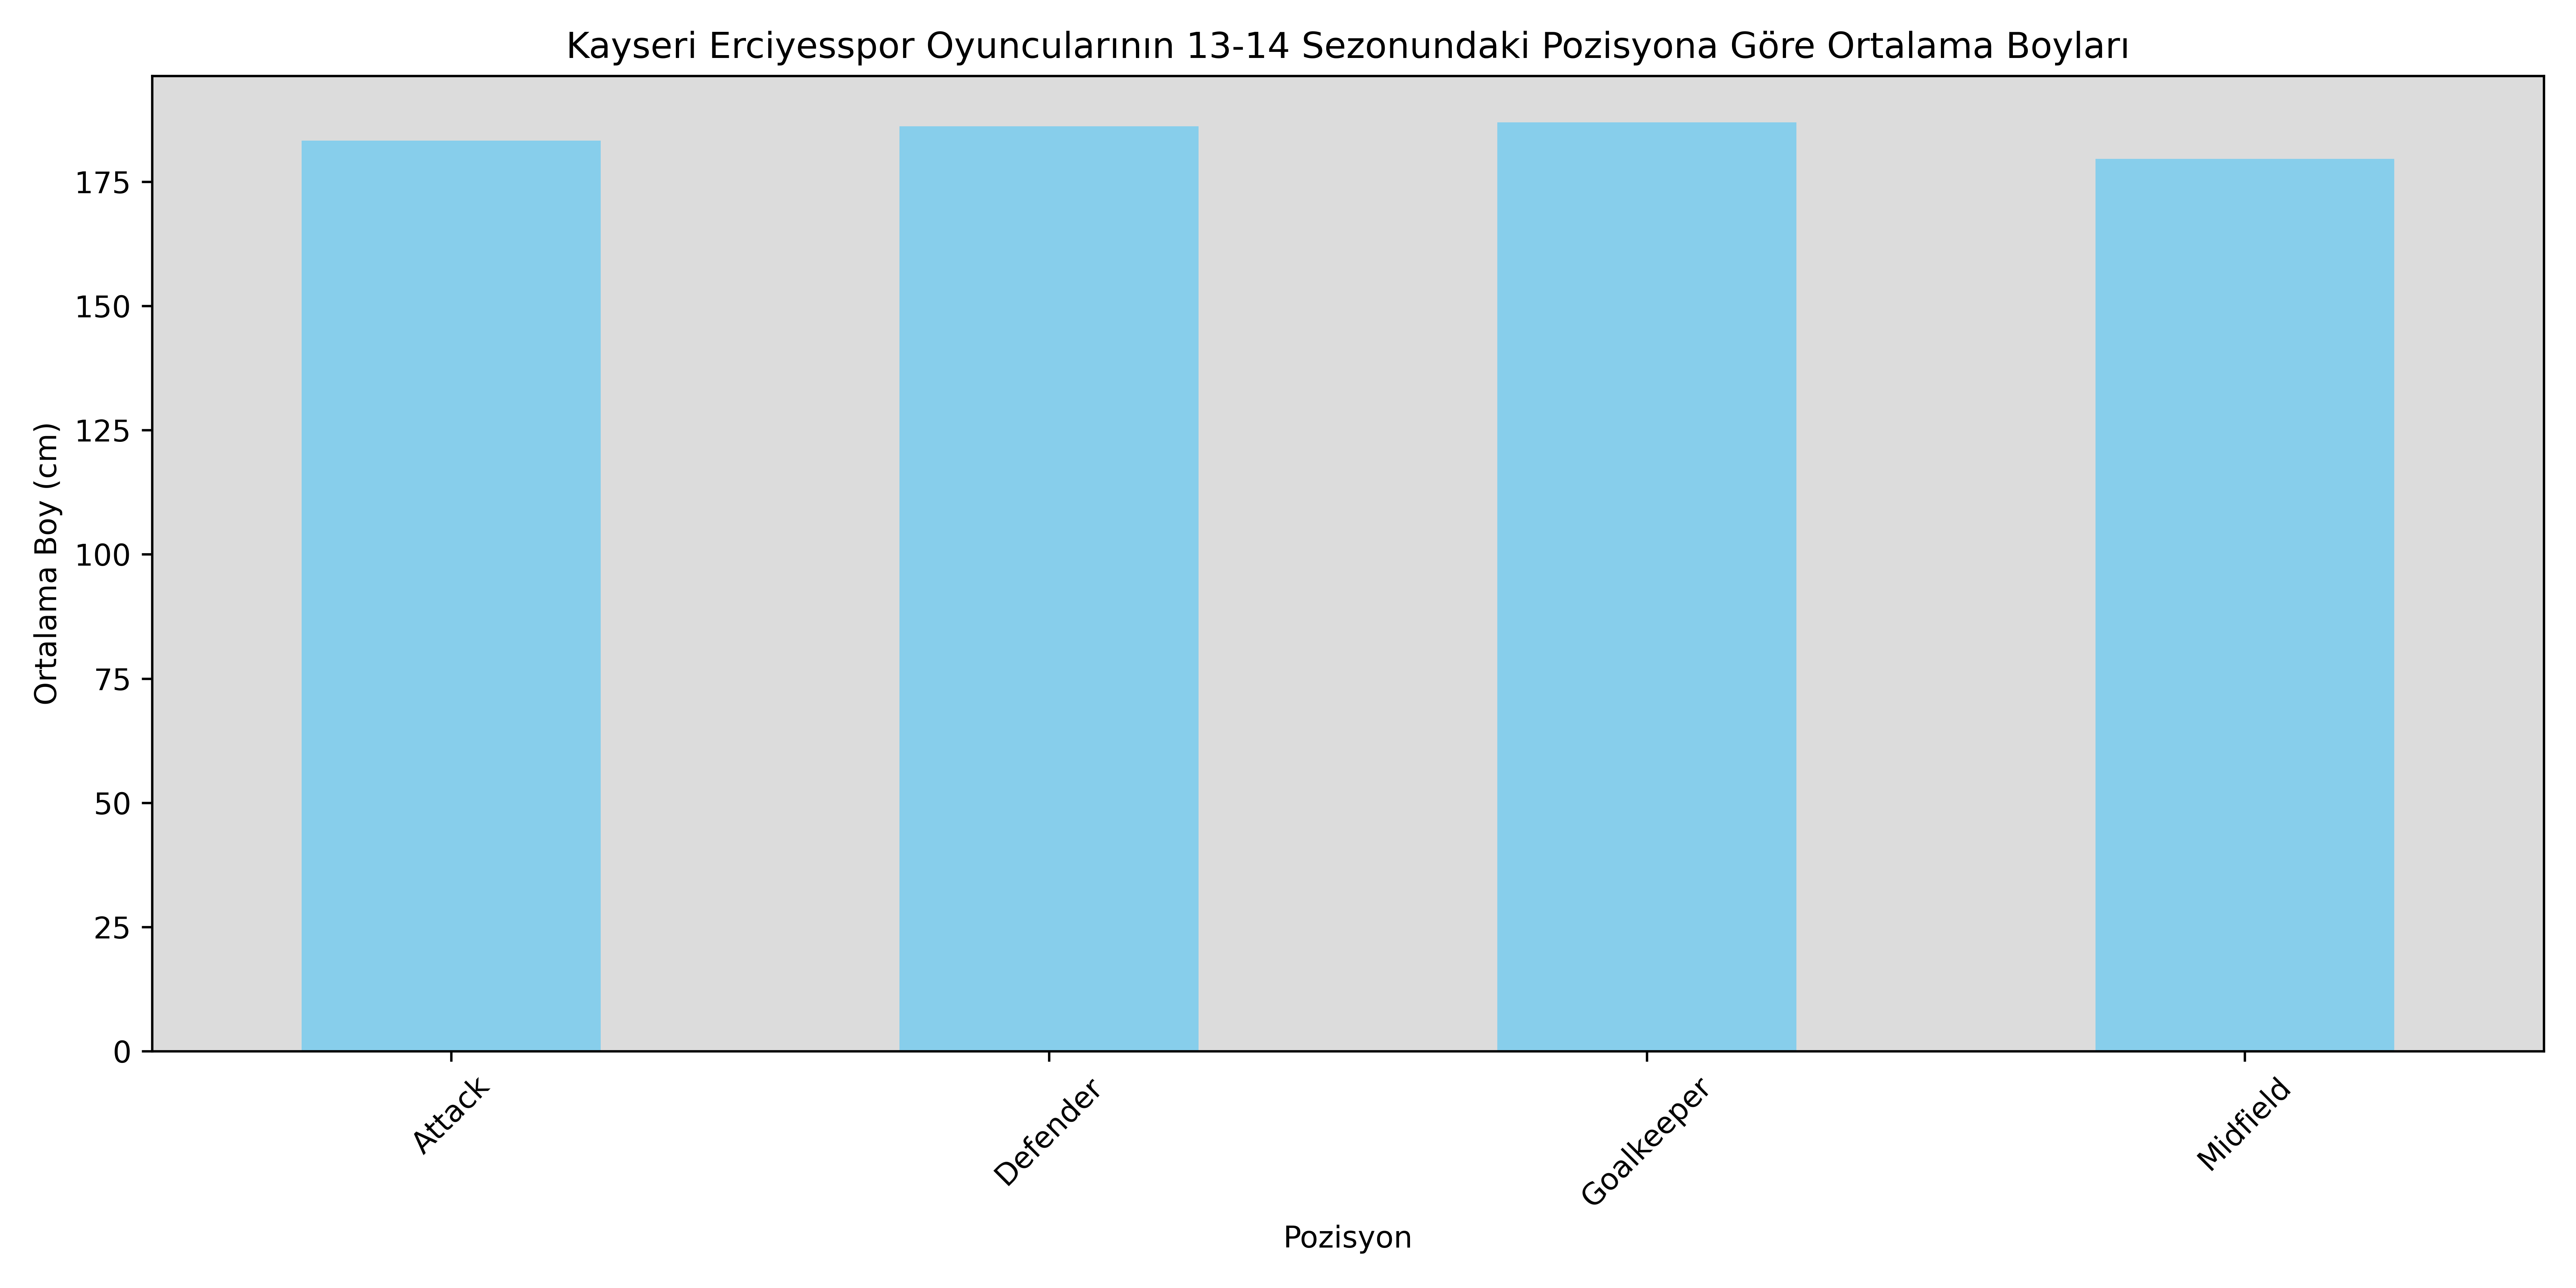 Kayseri Erciyesspor Oyuncularının 13-14 Sezonundaki Pozisyona Göre Ortalama Boyları
Ortalama Boy (cm)
175
150
125
100
75
50
25
0
Attack
Defender
Goalkeeper
Midfield
Pozisyon